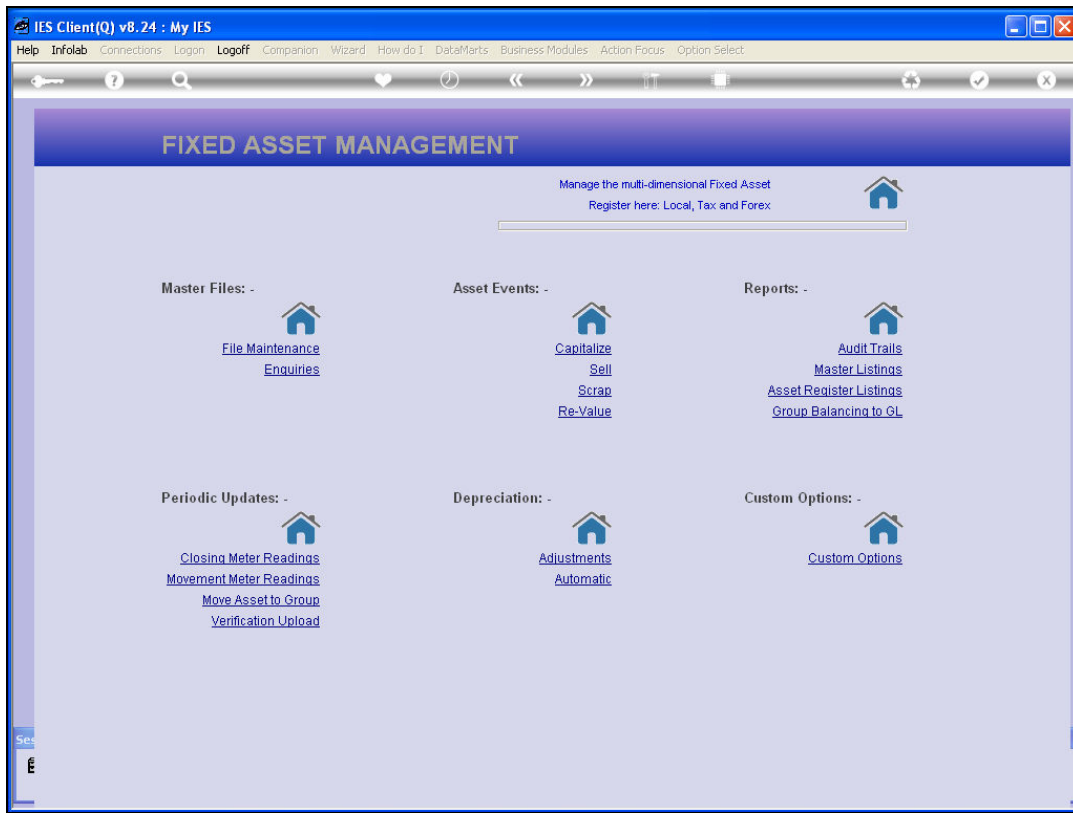 IES Client(Q) v8.24 : My IES
Help Infolab Connections Logon Logoff Companion Wizard How do I DataMarts Business Modules Action Focus Option Select
FIXED ASSET MANAGEMENT
Manage the multi-dimensional Fixed Asset
Register here: Local, Tax and Forex
Master Files: -
File Maintenance
Enquiries
Asset Events: -
Capitalize
Sell
Scrap
Re-Value
Reports: -
Audit Trails
Master Listings
Asset Register Listings
Group Balancing to GL
Periodic Updates: -
Closing Meter Readings
Movement Meter Readings
Move Asset to Group
Verification Upload
Depreciation: -
Adjustments
Automatic
Custom Options: -
Custom Options